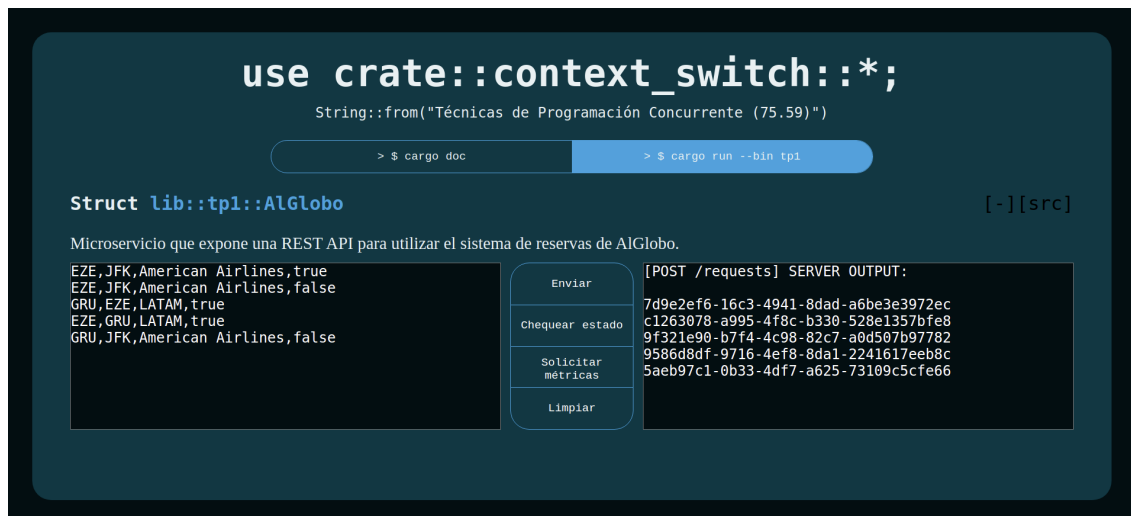 use crate::context_switch::*;
String::from("Técnicas de Programación Concurrente (75.59)")
> $ cargo doc
> $ cargo run --bin tp1
Struct lib::tp1::AlGlobo
[-][src]
Microservicio que expone una REST API para utilizar el sistema de reservas de AlGlobo.
EZE,JFK,American Airlines,true
EZE,JFK,American Airlines,false
GRU,EZE,LATAM,true
EZE,GRU,LATAM,true
GRU,JFK,American Airlines,false
Enviar
Chequear estado
Solicitar
métricas
Limpiar
[POST /requests] SERVER OUTPUT:
7d9e2ef6-16c3-4941-8dad-a6be3e3972ec
c1263078-a995-4f8c-b330-528e1357bfe8
9f321e90-b7f4-4c98-82c7-a0d507b97782
9586d8df-9716-4ef8-8da1-2241617eeb8c
5aeb97c1-0b33-4df7-a625-73109c5cfe66